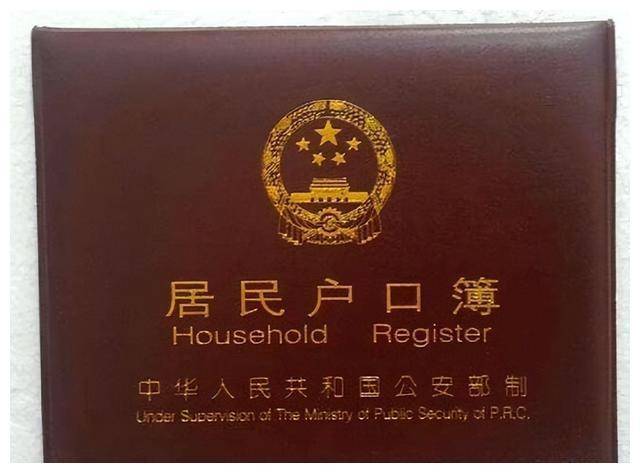 居民户口簿
Household Register
中华人民共和国公安部制
Under Supervision of The Ministry of Public Security of P.R.C.